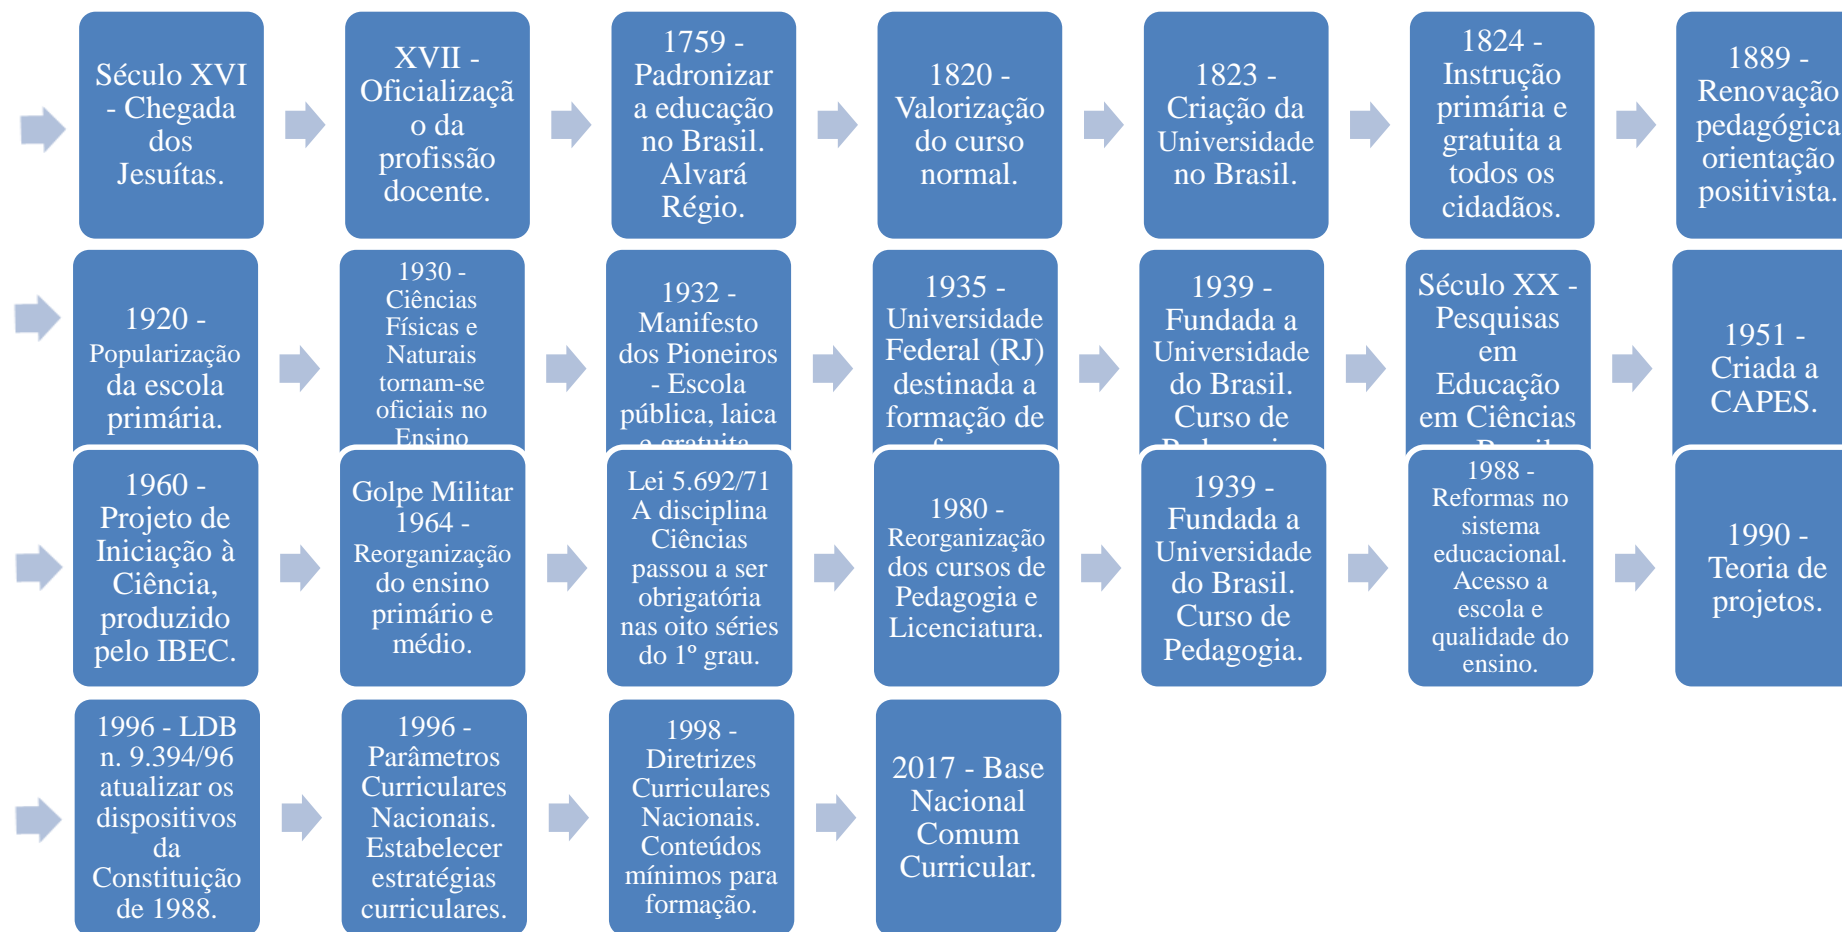 Século XVI
- Chegada
dos
Jesuítas.
XVII -
Oficializaçã
o da
profissão
docente.
1759 -
Padronizar
a educação
no Brasil.
Alvará
Régio.
1820 -
Valorização
do curso
normal.
1823 -
Criação da
Universidade
no Brasil.
1824 -
Instrução
primária e
gratuita a
todos os
cidadãos.
1889 -
Renovação
pedagógica
orientação
positivista.
1920 -
Popularização
da escola
primária.
1930 -
Ciências
Físicas e
Naturais
tornam-se
oficiais no
Ensino
1932 -
Manifesto
dos Pioneiros
- Escola
pública, laica
e gratuita
1935 -
Universidade
Federal (RJ)
destinada a
formação de
1939 -
Fundada a
Universidade
do Brasil.
Curso de
Pedagogia
Século XX -
Pesquisas
em
Educação
em Ciências
1951 -
Criada a
CAPES.
1960 -
Projeto de
Iniciação à
Ciência,
produzido
pelo IBEC.
Golpe Militar
1964 -
Reorganização
do ensino
primário e
médio.
Lei 5.692/71
A disciplina
Ciências
passou a ser
obrigatória
nas oito séries
do 1º grau.
1980 -
Reorganização
dos cursos de
Pedagogia e
Licenciatura.
1939 -
Fundada a
Universidade
do Brasil.
Curso de
Pedagogia.
1988 -
Reformas no
sistema
educacional.
Acesso a
escola e
qualidade do
ensino.
1990 -
Teoria de
projetos.
1996 - LDB
n. 9.394/96
atualizar os
dispositivos
da
Constituição
de 1988.
1996 -
Parâmetros
Curriculares
Nacionais.
Estabelecer
estratégias
curriculares.
1998 -
Diretrizes
Curriculares
Nacionais.
Conteúdos
mínimos para
formação.
2017 - Base
Nacional
Comum
Curricular.